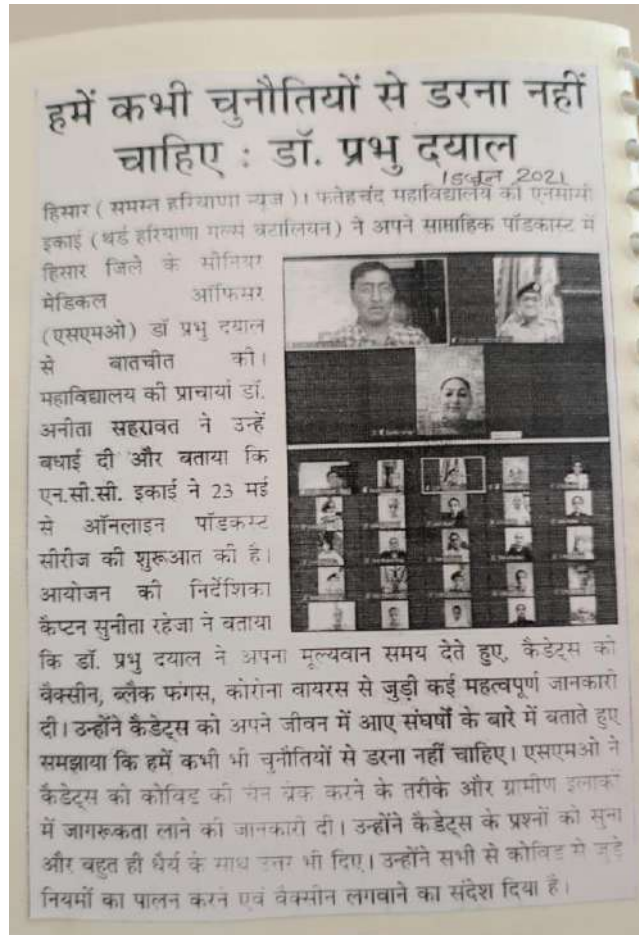 हमें कभी चुनौतियों से डरना नहीं
चाहिए : डॉ. प्रभु दयाल
15 जून 2021
हिसार ( समस्त हरियाणा न्यूज )। फतेहचंद महाविद्यालय की एनसीसी
इकाई (थर्ड हरियाणा गर्ल्स बटालियन) ने अपने साप्ताहिक पॉडकास्ट में
हिसार जिले के सीनियर
मेडिकल ऑफिसर
(एसएमओ) डॉ प्रभु दयाल
से बातचीत की।
महाविद्यालय की प्राचार्या डॉ.
अनीता सहरावत ने उन्हें
बधाई दी और बताया कि
एन.सी.सी. इकाई ने 23 मई
से ऑनलाइन पॉडकस्ट
सीरीज की शुरूआत की है।
आयोजन की निर्देशिका
कैप्टन सुनीता रहेजा ने बताया
कि डॉ. प्रभु दयाल ने अपना मूल्यवान समय देते हुए, कैडेट्स को
वैक्सीन, ब्लैक फंगस, कोरोना वायरस से जुड़ी कई महत्वपूर्ण जानकारी
दी। उन्होंने कैडेट्स को अपने जीवन में आए संघर्षों के बारे में बताते हुए
समझाया कि हमें कभी भी चुनौतियों से डरना नहीं चाहिए। एसएमओ ने
कैडेट्स को कोविड की चेन ब्रेक करने के तरीके और ग्रामीण इलाकों
में जागरूकता लाने की जानकारी दी। उन्होंने कैडेट्स के प्रश्नों को सुना
और बहुत ही धैर्य के साथ उत्तर भी दिए। उन्होंने सभी से कोविड से जुड़े
नियमों का पालन करने एवं वैक्सीन लगवाने का संदेश दिया है।